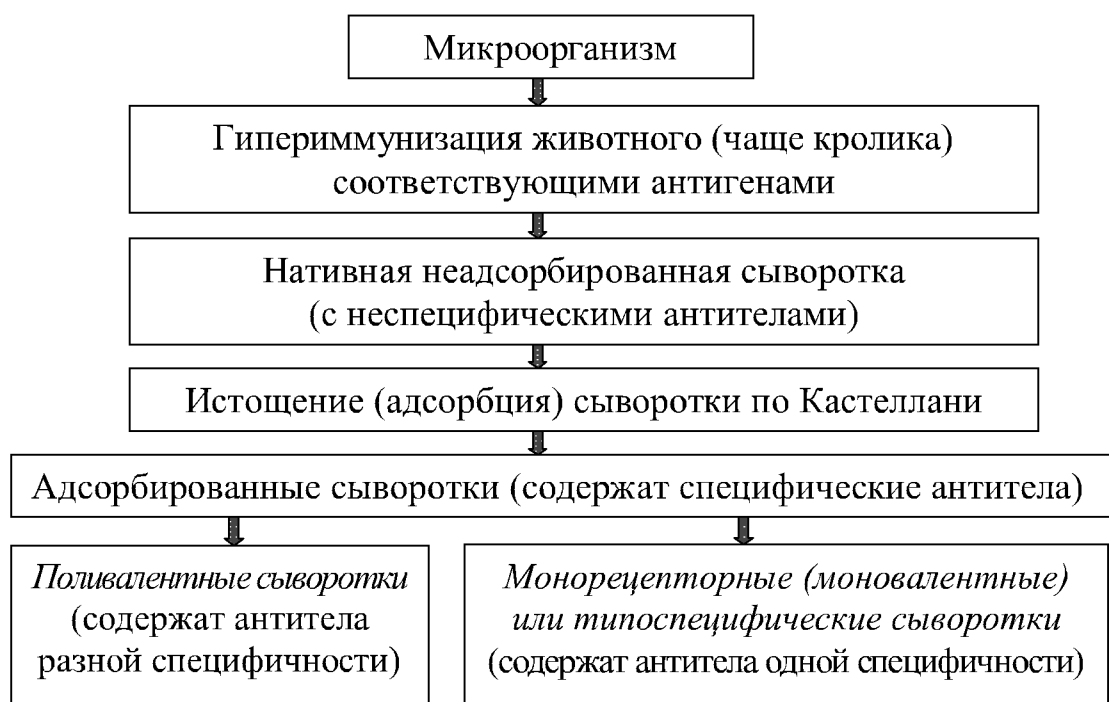 Микроорганизм
Гипериммунизация животного (чаще кролика)
соответствующими антигенами
Нативная неадсорбированная сыворотка
(с неспецифическими антителами)
Истощение (адсорбция) сыворотки по Кастеллани
Адсорбированные сыворотки (содержат специфические антитела)
Поливалентные сыворотки
(содержат антитела
разной специфичности)
Монорецепторные (моновалентные)
или типоспецифические сыворотки
(содержат антитела одной специфичности)